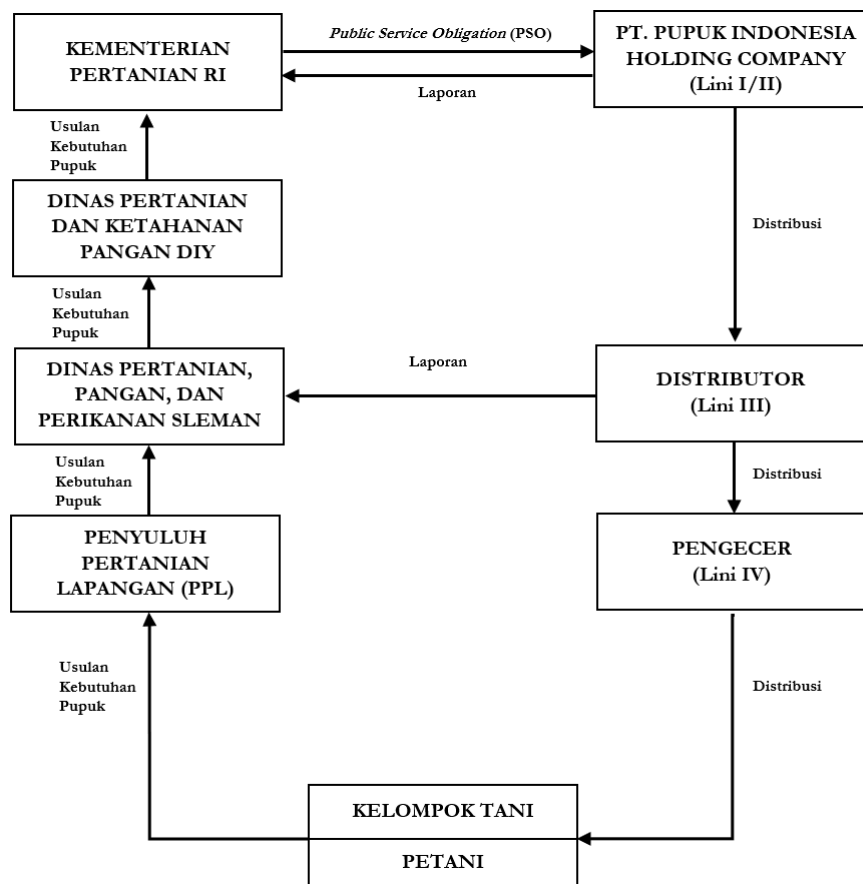 KEMENTERIAN
PERTANIAN RI
Public Service Obligation (PSO)
Laporan
PT. PUPUK INDONESIA
HOLDING COMPANY
(Lini I/II)
Usulan
Kebutuhan
Pupuk
DINAS PERTANIAN
DAN KETAHANAN
PANGAN DIY
Distribusi
Usulan
Kebutuhan
Pupuk
DINAS PERTANIAN,
PANGAN, DAN
PERIKANAN SLEMAN
Laporan
DISTRIBUTOR
(Lini III)
Usulan
Kebutuhan
Pupuk
Distribusi
PENYULUH
PERTANIAN
LAPANGAN (PPL)
PENGECER
(Lini IV)
Usulan
Kebutuhan
Pupuk
Distribusi
KELOMPOK TANI
PETANI